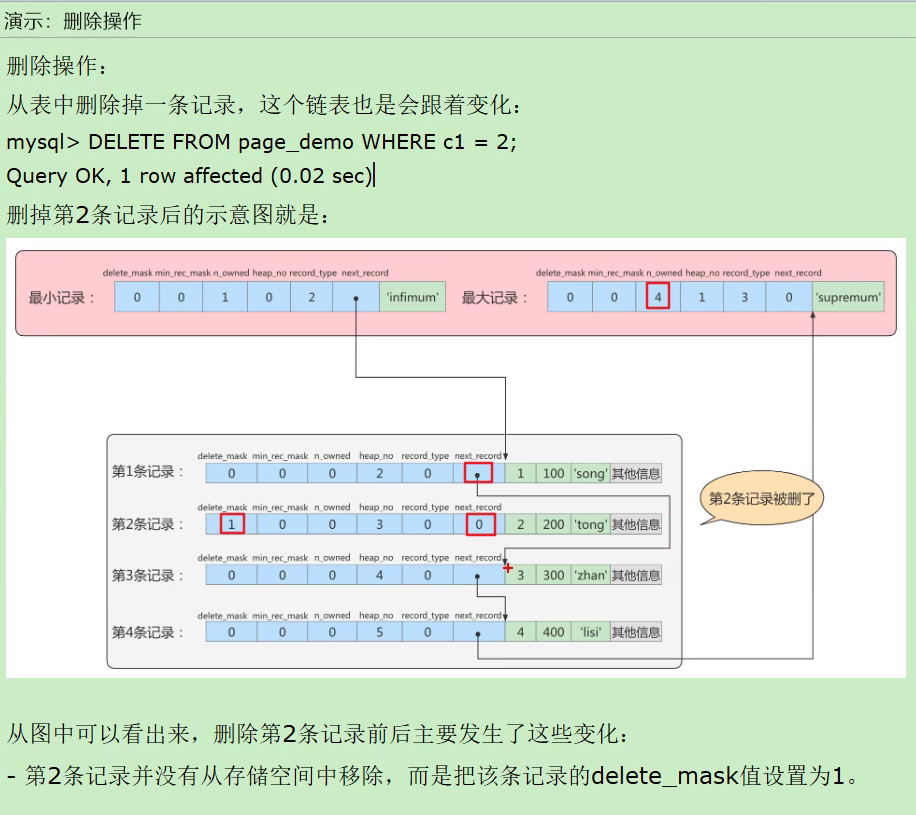 演示：删除操作
删除操作：
从表中删除掉一条记录，这个链表也是会跟着变化：
mysql> DELETE FROM page_demo WHERE c1 = 2;
Query OK, 1 row affected (0.02 sec)
删掉第2条记录后的示意图就是：
delete_mask min_rec_mask n_owned heap_no record_type next_record
最小记录： 0 0 1 0 2 'infimum'
delete_mask min_rec_mask n_owned heap_no record_type next_record
最大记录： 0 0 4 1 3 0 'supremum'
delete_mask min_rec_mask n_owned heap_no record_type next_record
第1条记录： 0 0 0 2 0 1 100 'song' 其他信息
delete_mask min_rec_mask n_owned heap_no record_type next_record
第2条记录： 1 0 0 3 0 0 2 200 'tong' 其他信息
第2条记录被删了
delete_mask min_rec_mask n_owned heap_no record_type next_record
第3条记录： 0 0 0 4 0 3 300 'zhan' 其他信息
delete_mask min_rec_mask n_owned heap_no record_type next_record
第4条记录： 0 0 0 5 0 4 400 'lisi' 其他信息
从图中可以看出来，删除第2条记录前后主要发生了这些变化：
- 第2条记录并没有从存储空间中移除，而是把该条记录的delete_mask值设置为1。